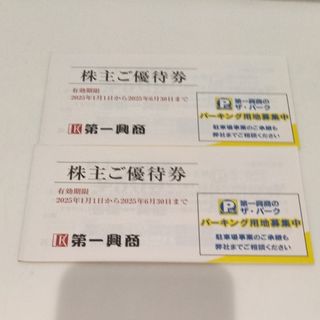 株主ご優待券
有効期限
2025年1月1日から2025年6月30日まで
DK 第一興商
P 第一興商の
ザ・パーク
パーキング用地募集中
駐車場事業のご承継も
弊社までご相談ください
株主ご優待券
有効期限
2025年1月1日から2025年6月30日まで
DK 第一興商
P 第一興商の
ザ・パーク
パーキング用地募集中
駐車場事業のご承継も
弊社までご相談ください